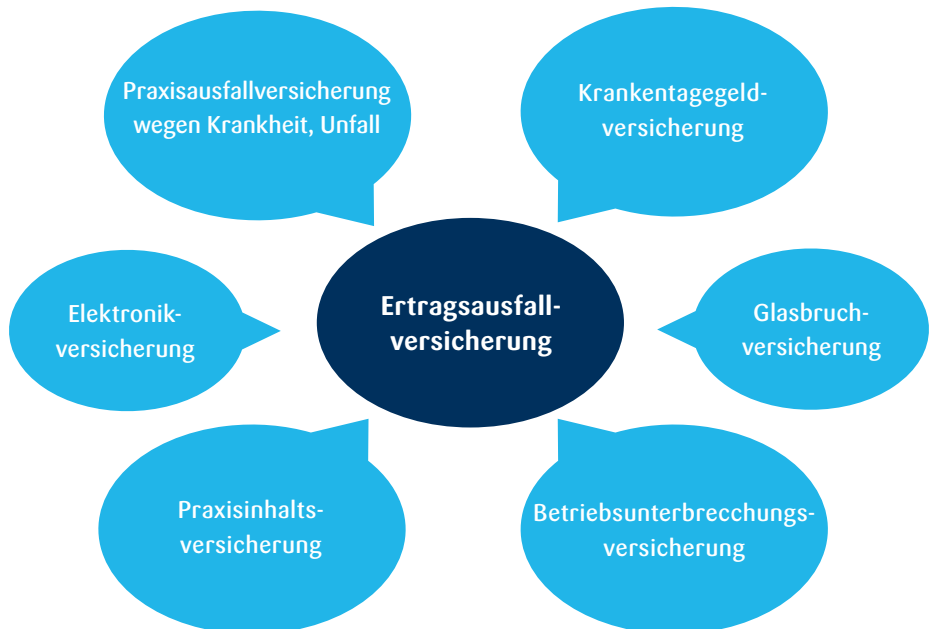 Praxisausfallversicherung
wegen Krankheit, Unfall
Krankentagegeld-
versicherung
Elektronik-
versicherung
Ertragsausfall-
versicherung
Glasbruch-
versicherung
Praxisinhalts-
versicherung
Betriebsunterbrecchungs-
versicherung